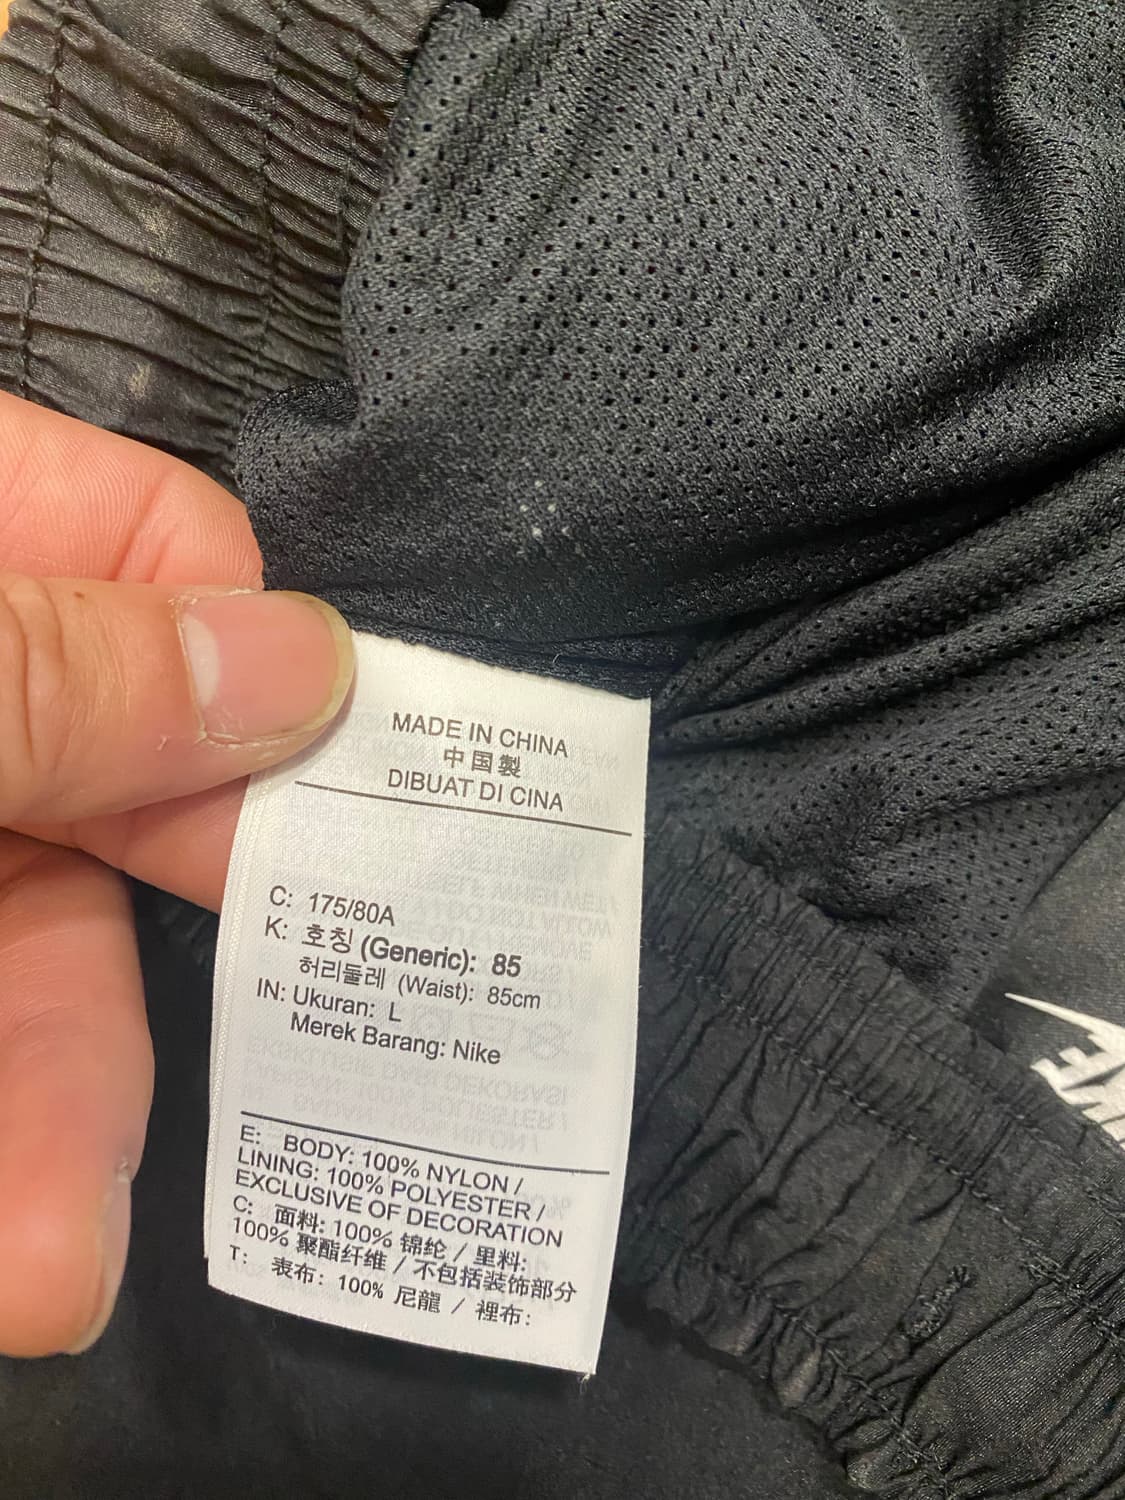 MADE IN CHINA
中国製
DIBUAT DI CINA
C: 175/80A
K: 호칭 (Generic): 85
허리둘레 (Waist): 85cm
IN: Ukuran: L
Merek Barang: Nike
E: BODY: 100% NYLON /
LINING: 100% POLYESTER /
EXCLUSIVE OF DECORATION
C: 面料: 100% 锦纶 / 里料:
100% 聚酯纤维 / 不包括装饰部分
T: 表布: 100% 尼龍 / 裡布: